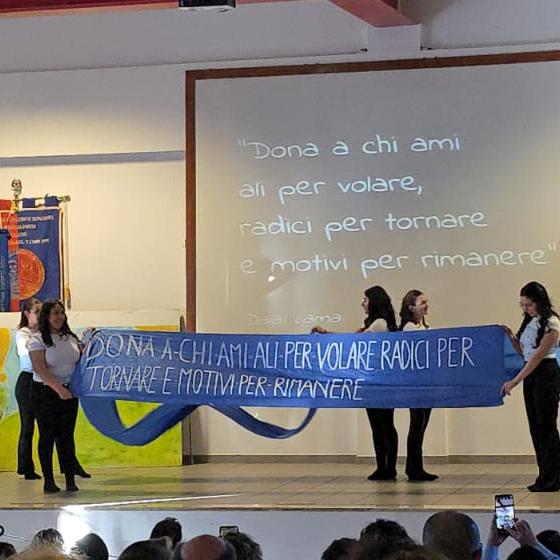 "Dona a chi ami
ali per volare,
radici per tornare
e motivi per rimanere"
Dalai Lama
DONA A-CHI-AMI-ALI-PER-VOLARE RADICI PER
TORNARE E MOTIVI PER-RIMANERE